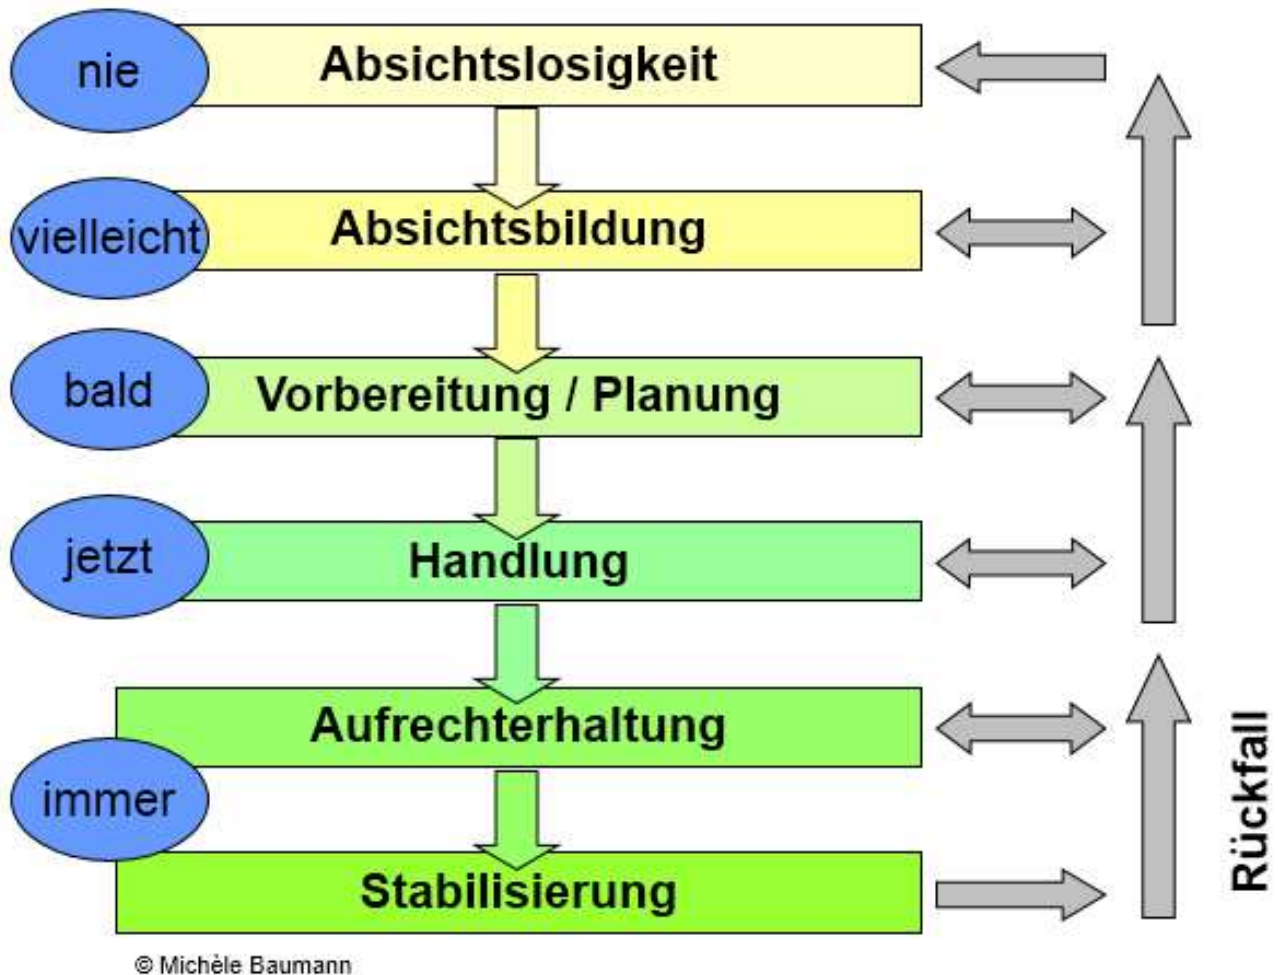 nie
Absichtslosigkeit
vielleicht
Absichtsbildung
bald
Vorbereitung / Planung
jetzt
Handlung
Aufrechterhaltung
immer
Stabilisierung
Rückfall
© Michèle Baumann